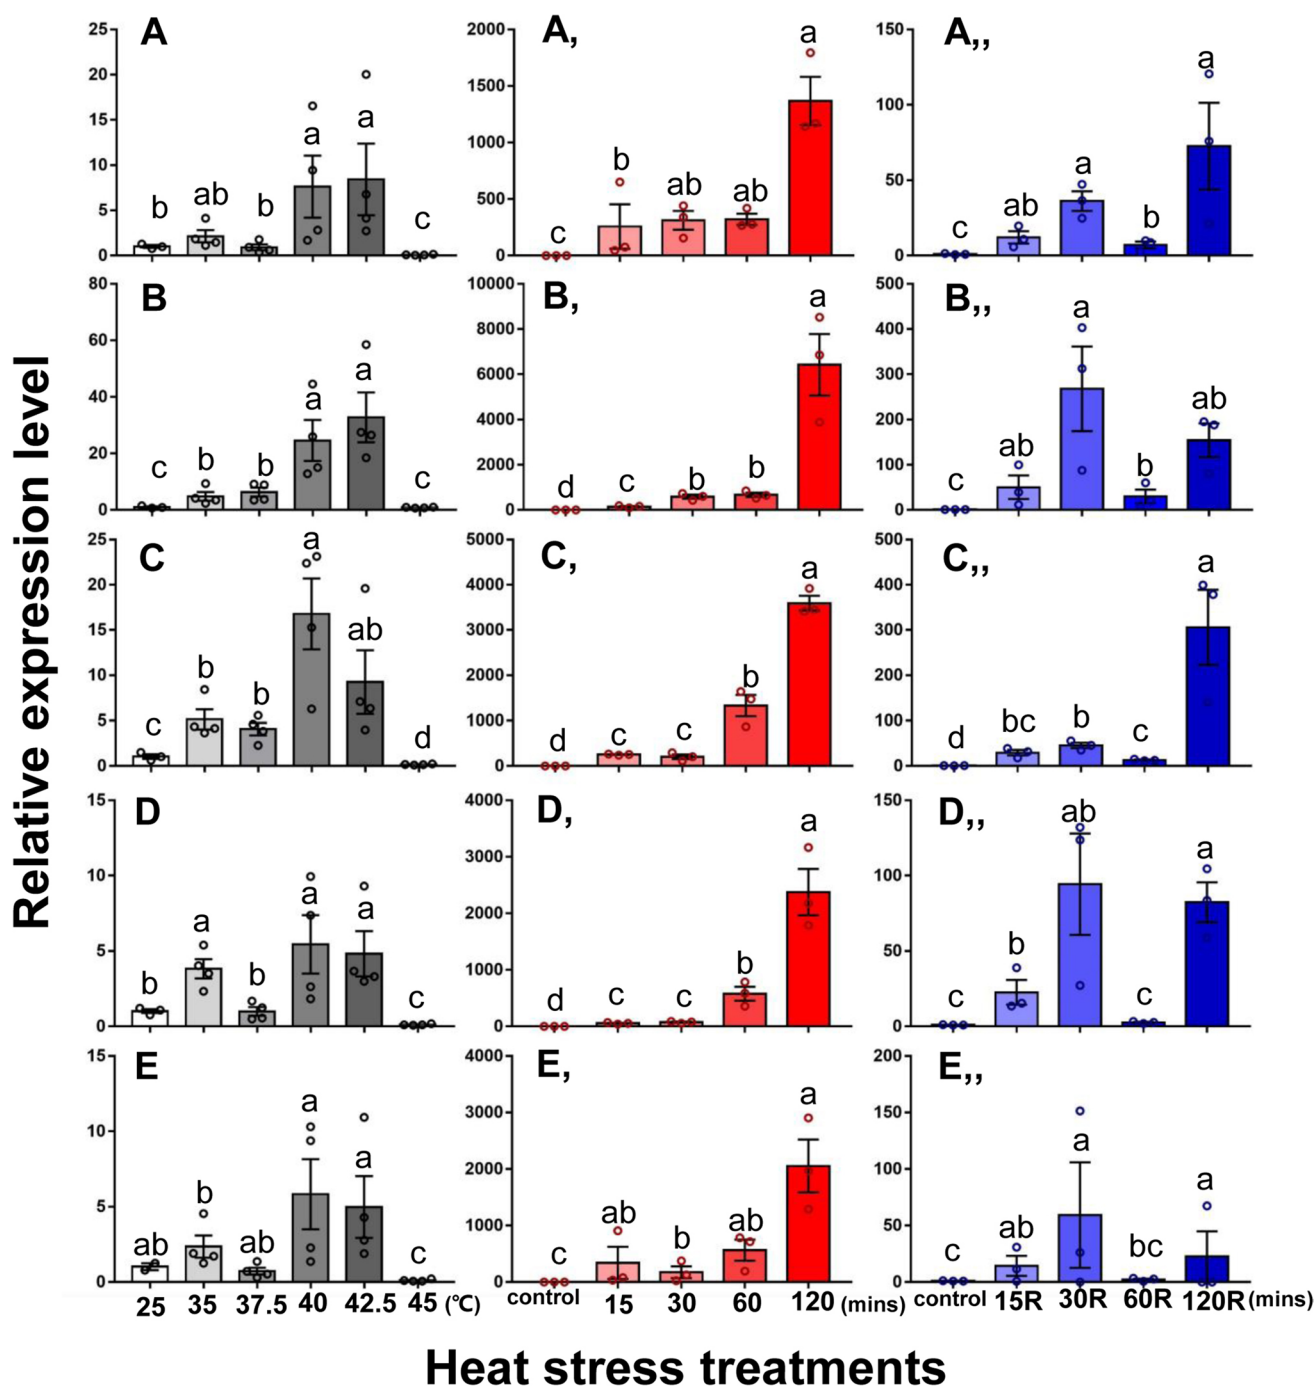 Relative expression level
A
25
20
15
10
5
0
b
ab
b
a
a
c
A,
2000
1500
1000
500
0
c
b
ab
ab
a
A,,
150
100
50
0
c
ab
a
b
a
B
80
60
40
20
0
c
b
b
a
a
c
B,
10000
8000
6000
4000
2000
0
d
c
b
b
a
B,,
500
400
300
200
100
0
c
ab
a
b
ab
C
25
20
15
10
5
0
c
b
b
a
ab
d
C,
5000
4000
3000
2000
1000
0
d
c
c
b
a
C,,
500
400
300
200
100
0
d
bc
b
c
a
D
15
10
5
0
b
a
b
a
a
c
D,
4000
3000
2000
1000
0
d
c
c
b
a
D,,
150
100
50
0
c
b
ab
c
a
E
15
10
5
0
ab
b
ab
a
a
c
E,
4000
3000
2000
1000
0
c
ab
b
ab
a
E,,
200
150
100
50
0
c
ab
a
bc
a
25 35 37.5 40 42.5 45 (℃)
control 15 30 60 120 (mins)
control 15R 30R 60R 120R (mins)
Heat stress treatments